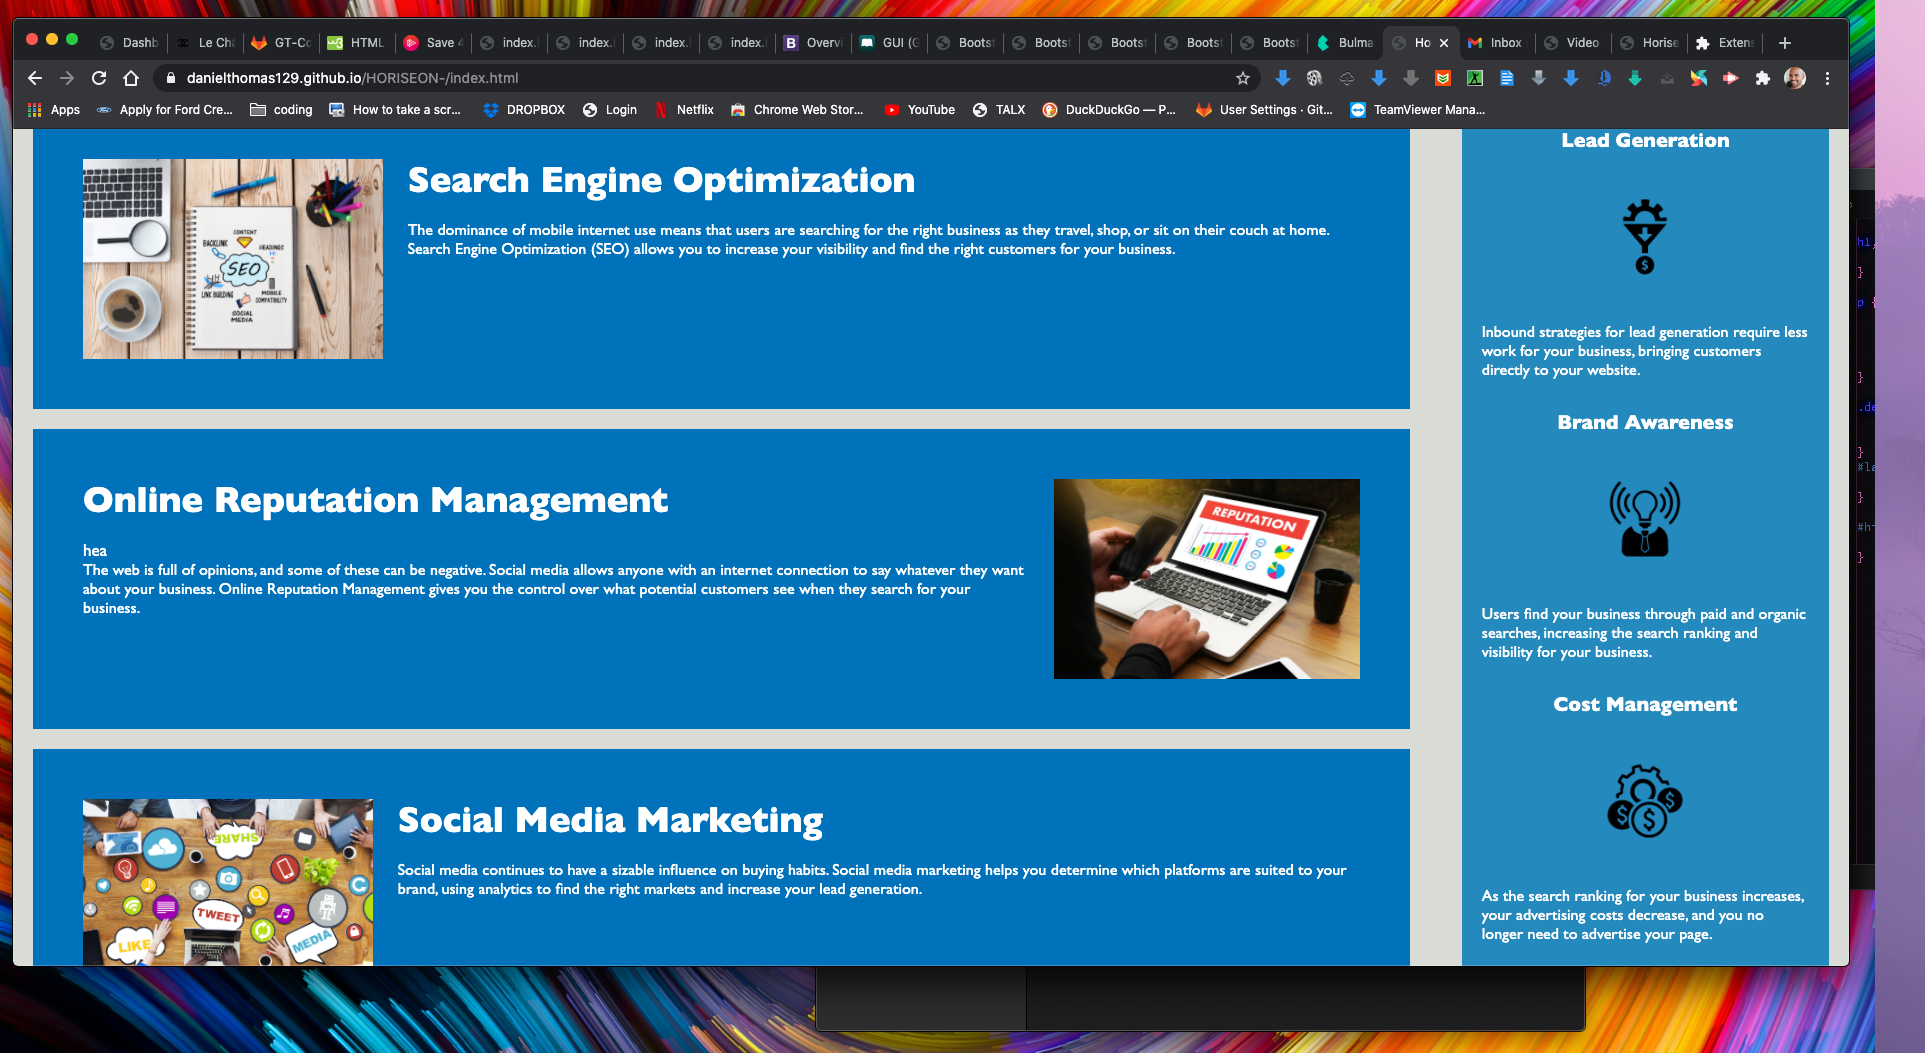 Dashb
Le Cha
GT-Co
HTML
Save 4
index.
index.
index.
index.
Overvi
GUI (G
Bootst
Bootst
Bootst
Bootst
Bootst
Bulma
Ho
Inbox
Video
Horise
Extens
danielthomas129.github.io/HORISEON-/index.html
Apps
Apply for Ford Cre...
coding
How to take a scr...
DROPBOX
Login
Netflix
Chrome Web Stor...
YouTube
TALX
DuckDuckGo — P...
User Settings · Git...
TeamViewer Mana...
CONTENT
BACKLINK
HEADINGS
SEO
LINK BUILDING
MOBILE
COMPATIBILITY
SOCIAL
MEDIA
Search Engine Optimization
The dominance of mobile internet use means that users are searching for the right business as they travel, shop, or sit on their couch at home.
Search Engine Optimization (SEO) allows you to increase your visibility and find the right customers for your business.
Online Reputation Management
hea
The web is full of opinions, and some of these can be negative. Social media allows anyone with an internet connection to say whatever they want
about your business. Online Reputation Management gives you the control over what potential customers see when they search for your
business.
REPUTATION
SHARE
TWEET
LIKE
MEDIA
Social Media Marketing
Social media continues to have a sizable influence on buying habits. Social media marketing helps you determine which platforms are suited to your
brand, using analytics to find the right markets and increase your lead generation.
Lead Generation
Inbound strategies for lead generation require less
work for your business, bringing customers
directly to your website.
Brand Awareness
Users find your business through paid and organic
searches, increasing the search ranking and
visibility for your business.
Cost Management
As the search ranking for your business increases,
your advertising costs decrease, and you no
longer need to advertise your page.
h1,
}
p {
}
.de
}
#la
}
#h
}